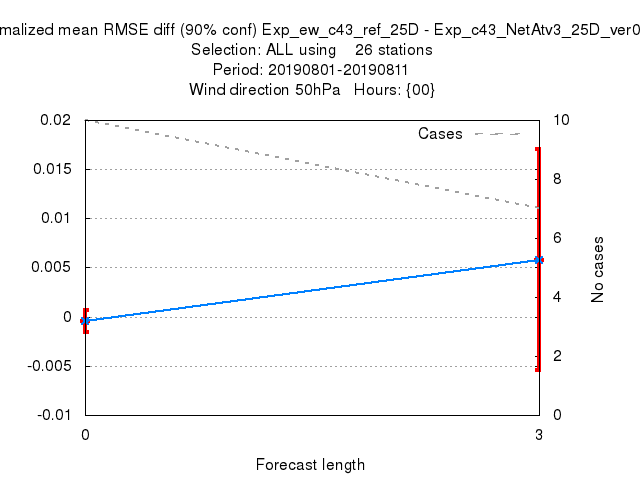 malized mean RMSE diff (90% conf) Exp_ew_c43_ref_25D - Exp_c43_NetAtv3_25D_ver0
Selection: ALL using 26 stations
Period: 20190801-20190811
Wind direction 50hPa Hours: {00}
Cases
0.02
0.015
0.01
0.005
0
-0.005
-0.01
10
8
6
4
2
0
No cases
0 3
Forecast length